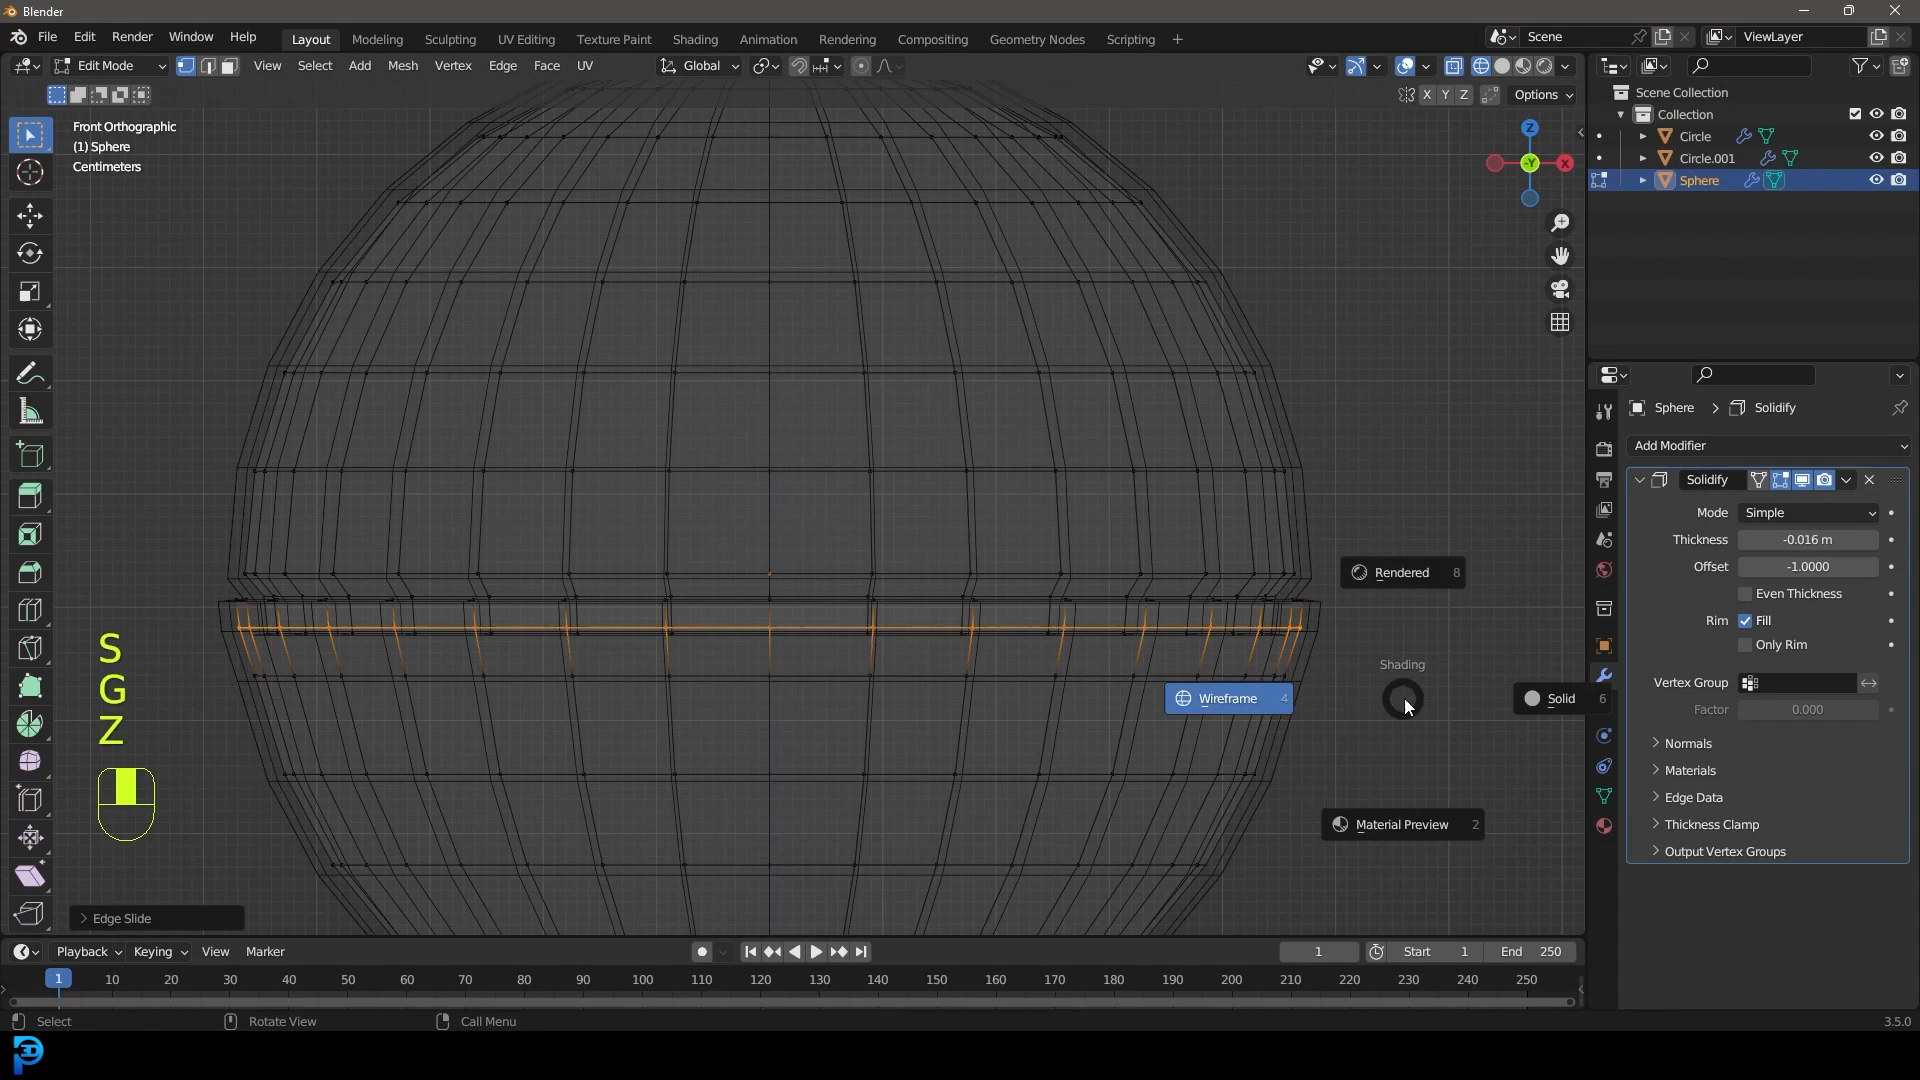 Blender
File Edit Render Window Help Layout Modeling Sculpting UV Editing Texture Paint Shading Animation Rendering Compositing Geometry Nodes Scripting + Scene ViewLayer
Edit Mode View Select Add Mesh Vertex Edge Face UV Global
X Y Z Options
Front Orthographic
(1) Sphere
Centimeters
Z
-Y X
Scene Collection
Collection
Circle
Circle.001
Sphere
Sphere > Solidify
Add Modifier
Solidify
Mode Simple
Thickness -0.016 m
Offset -1.0000
Even Thickness
Rim Fill
Only Rim
Vertex Group
Factor 0.000
Normals
Materials
Edge Data
Thickness Clamp
Output Vertex Groups
Rendered 8
Shading
Wireframe 4
Solid 6
Material Preview 2
S
G
Z
> Edge Slide
Playback Keying View Marker 1 Start 1 End 250
1 10 20 30 40 50 60 70 80 90 100 110 120 130 140 150 160 170 180 190 200 210 220 230 240 250
Select Rotate View Call Menu 3.5.0
3D